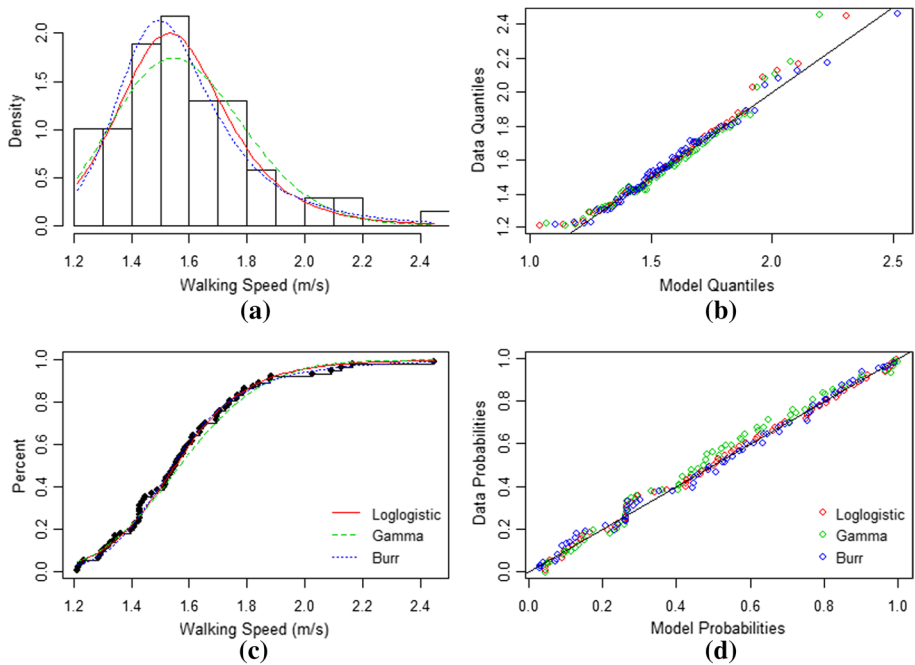 Density
0.0 0.5 1.0 1.5 2.0
1.2 1.4 1.6 1.8 2.0 2.2 2.4
Walking Speed (m/s)
(a)
Data Quantiles
1.2 1.4 1.6 1.8 2.0 2.2 2.4
1.0 1.5 2.0 2.5
Model Quantiles
(b)
Percent
0.0 0.2 0.4 0.6 0.8 1.0
Loglogistic
Gamma
Burr
1.2 1.4 1.6 1.8 2.0 2.2 2.4
Walking Speed (m/s)
(c)
Data Probabilities
0.0 0.2 0.4 0.6 0.8 1.0
Loglogistic
Gamma
Burr
0.0 0.2 0.4 0.6 0.8 1.0
Model Probabilities
(d)